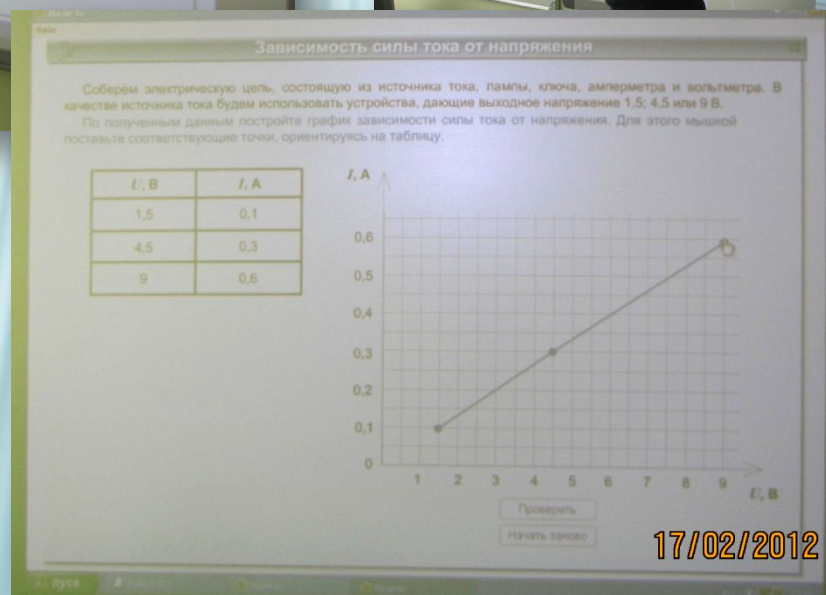 Зависимость силы тока от напряжения
Соберём электрическую цепь, состоящую из источника тока, лампы, ключа, амперметра и вольтметра. В
качестве источника тока будем использовать устройства, дающие выходное напряжение 1,5; 4,5 или 9 В.
По полученным данным постройте график зависимости силы тока от напряжения. Для этого мышкой
поставьте соответствующие точки, ориентируясь на таблицу.
U, В I, А
1,5 0,1
4,5 0,3
9 0,6
I, А
0,6
0,5
0,4
0,3
0,2
0,1
0
1 2 3 4 5 6 7 8 9
U, В
Проверить
Начать заново
17/02/2012
пуск